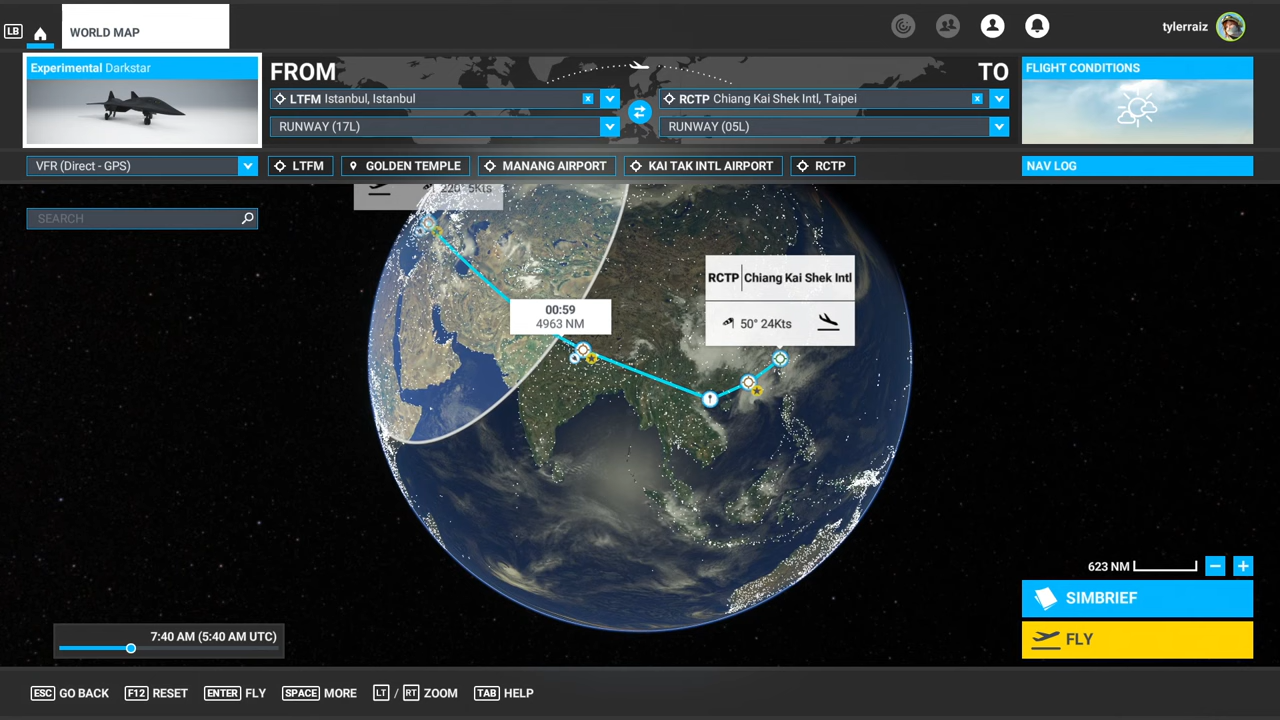 LB
WORLD MAP
tylerraiz
Experimental Darkstar
FROM
TO
FLIGHT CONDITIONS
LTFM Istanbul, Istanbul
x
RCTP Chiang Kai Shek Intl, Taipei
x
RUNWAY (17L)
RUNWAY (05L)
VFR (Direct - GPS)
LTFM
GOLDEN TEMPLE
MANANG AIRPORT
KAI TAK INTL AIRPORT
RCTP
NAV LOG
220° 5Kts
SEARCH
RCTP Chiang Kai Shek Intl
50° 24Kts
00:59
4963 NM
623 NM
SIMBRIEF
FLY
7:40 AM (5:40 AM UTC)
ESC GO BACK
F12 RESET
ENTER FLY
SPACE MORE
LT / RT ZOOM
TAB HELP